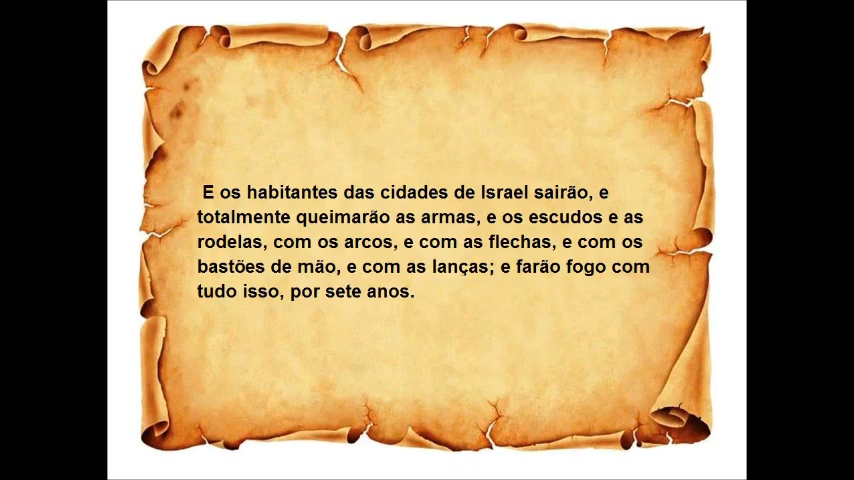 E os habitantes das cidades de Israel sairão, e
totalmente queimarão as armas, e os escudos e as
rodelas, com os arcos, e com as flechas, e com os
bastões de mão, e com as lanças; e farão fogo com
tudo isso, por sete anos.